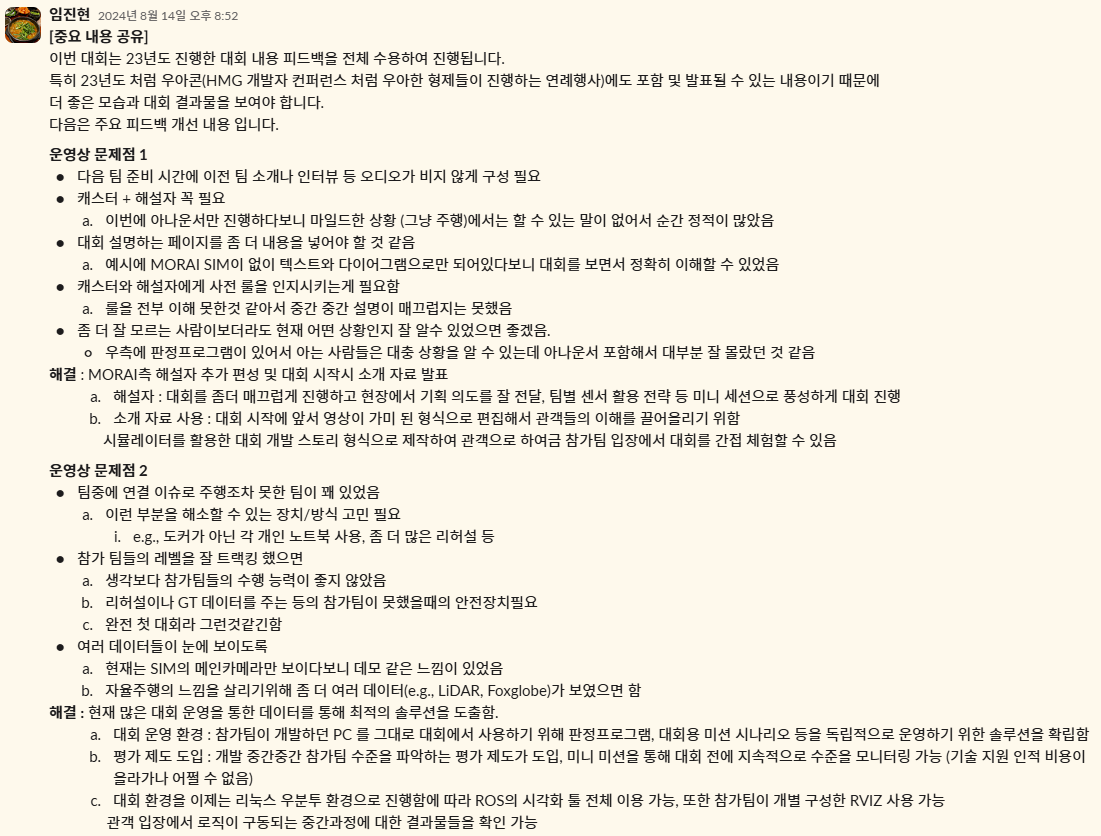 임진현 2024년 8월 14일 오후 8:52
[중요 내용 공유]
이번 대회는 23년도 진행한 대회 내용 피드백을 전체 수용하여 진행됩니다.
특히 23년도 처럼 우아콘(HMG 개발자 컨퍼런스 처럼 우아한 형제들이 진행하는 연례행사)에도 포함 및 발표될 수 있는 내용이기 때문에
더 좋은 모습과 대회 결과물을 보여야 합니다.
다음은 주요 피드백 개선 내용 입니다.
운영상 문제점 1
● 다음 팀 준비 시간에 이전 팀 소개나 인터뷰 등 오디오가 비지 않게 구성 필요
● 캐스터 + 해설자 꼭 필요
a. 이번에 아나운서만 진행하다보니 마일드한 상황 (그냥 주행)에서는 할 수 있는 말이 없어서 순간 정적이 많았음
● 대회 설명하는 페이지를 좀 더 내용을 넣어야 할 것 같음
a. 예시에 MORAI SIM이 없이 텍스트와 다이어그램으로만 되어있다보니 대회를 보면서 정확히 이해할 수 있었음
● 캐스터와 해설자에게 사전 룰을 인지시키는게 필요함
a. 룰을 전부 이해 못한것 같아서 중간 중간 설명이 매끄럽지는 못했음
● 좀 더 잘 모르는 사람이보더라도 현재 어떤 상황인지 잘 알수 있었으면 좋겠음.
○ 우측에 판정프로그램이 있어서 아는 사람들은 대충 상황을 알 수 있는데 아나운서 포함해서 대부분 잘 몰랐던 것 같음
해결 : MORAI측 해설자 추가 편성 및 대회 시작시 소개 자료 발표
a. 해설자 : 대회를 좀더 매끄럽게 진행하고 현장에서 기획 의도를 잘 전달, 팀별 센서 활용 전략 등 미니 세션으로 풍성하게 대회 진행
b. 소개 자료 사용 : 대회 시작에 앞서 영상이 가미 된 형식으로 편집해서 관객들의 이해를 끌어올리기 위함
시뮬레이터를 활용한 대회 개발 스토리 형식으로 제작하여 관객으로 하여금 참가팀 입장에서 대회를 간접 체험할 수 있음
운영상 문제점 2
● 팀중에 연결 이슈로 주행조차 못한 팀이 꽤 있었음
a. 이런 부분을 해소할 수 있는 장치/방식 고민 필요
i. e.g., 도커가 아닌 각 개인 노트북 사용, 좀 더 많은 리허설 등
● 참가 팀들의 레벨을 잘 트랙킹 했으면
a. 생각보다 참가팀들의 수행 능력이 좋지 않았음
b. 리허설이나 GT 데이터를 주는 등의 참가팀이 못했을때의 안전장치필요
c. 완전 첫 대회라 그런것같긴함
● 여러 데이터들이 눈에 보이도록
a. 현재는 SIM의 메인카메라만 보이다보니 데모 같은 느낌이 있었음
b. 자율주행의 느낌을 살리기위해 좀 더 여러 데이터(e.g., LiDAR, Foxglobe)가 보였으면 함
해결 : 현재 많은 대회 운영을 통한 데이터를 통해 최적의 솔루션을 도출함.
a. 대회 운영 환경 : 참가팀이 개발하던 PC 를 그대로 대회에서 사용하기 위해 판정프로그램, 대회용 미션 시나리오 등을 독립적으로 운영하기 위한 솔루션을 확립함
b. 평가 제도 도입 : 개발 중간중간 참가팀 수준을 파악하는 평가 제도가 도입, 미니 미션을 통해 대회 전에 지속적으로 수준을 모니터링 가능 (기술 지원 인적 비용이
올라가나 어쩔 수 없음)
c. 대회 환경을 이제는 리눅스 우분투 환경으로 진행함에 따라 ROS의 시각화 툴 전체 이용 가능, 또한 참가팀이 개별 구성한 RVIZ 사용 가능
관객 입장에서 로직이 구동되는 중간과정에 대한 결과물들을 확인 가능